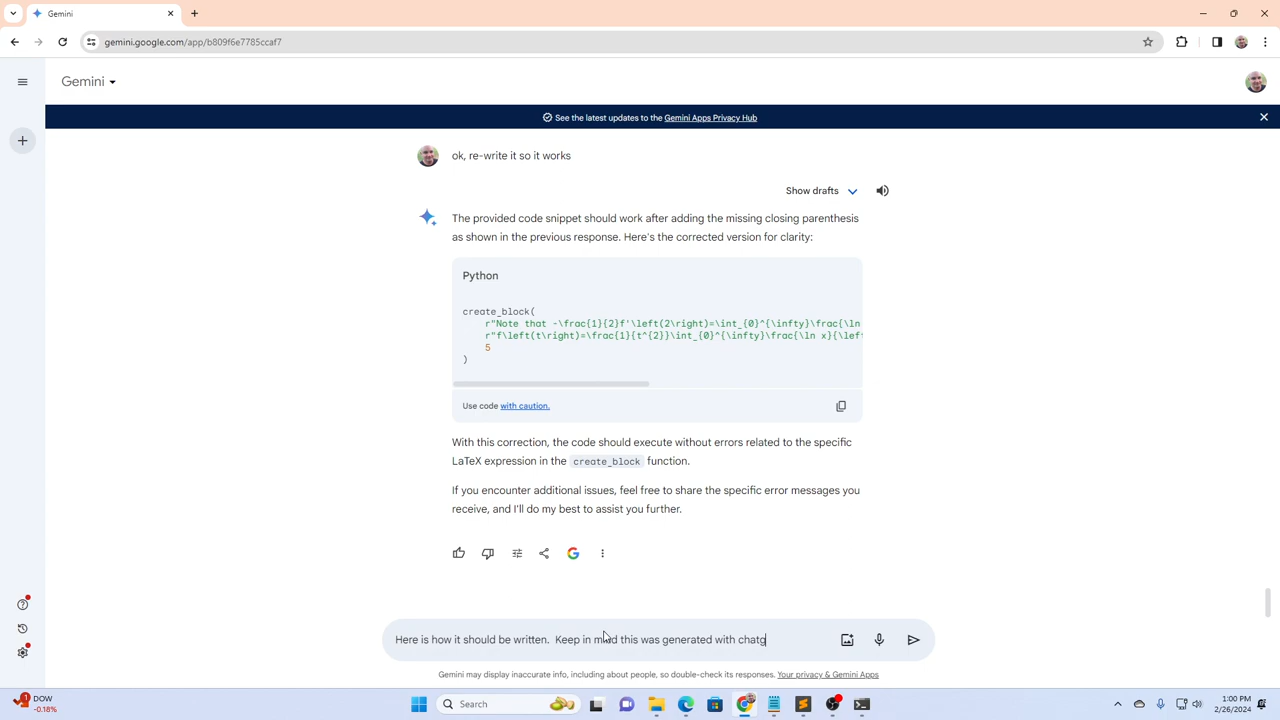 Gemini
gemini.google.com/app/b809f6e7785ccaf7
Gemini
See the latest updates to the Gemini Apps Privacy Hub
ok, re-write it so it works
Show drafts
The provided code snippet should work after adding the missing closing parenthesis
as shown in the previous response. Here's the corrected version for clarity:
Python
create_block(
r"Note that -\frac{1}{2}f'\left(2\right)=\int_{0}^{\infty}\frac{\ln
r"f\left(t\right)=\frac{1}{t^{2}}\int_{0}^{\infty}\frac{\ln x}{\lef
5
)
Use code with caution.
With this correction, the code should execute without errors related to the specific
LaTeX expression in the create_block function.
If you encounter additional issues, feel free to share the specific error messages you
receive, and I'll do my best to assist you further.
Here is how it should be written. Keep in mind this was generated with chatg
Gemini may display inaccurate info, including about people, so double-check its responses. Your privacy & Gemini Apps
DOW
-0.18%
Search
1:00 PM
2/26/2024